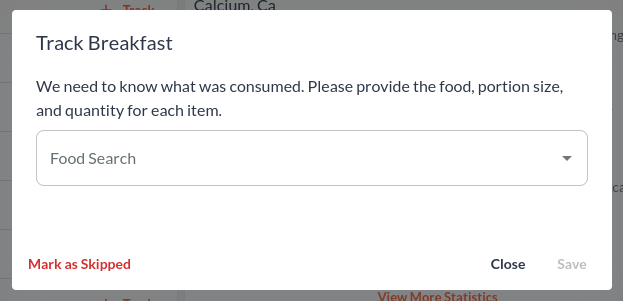 Track
Calcium, Ca
Track Breakfast
We need to know what was consumed. Please provide the food, portion size,
and quantity for each item.
Food Search
Mark as Skipped
Close
Save
View More Statistics